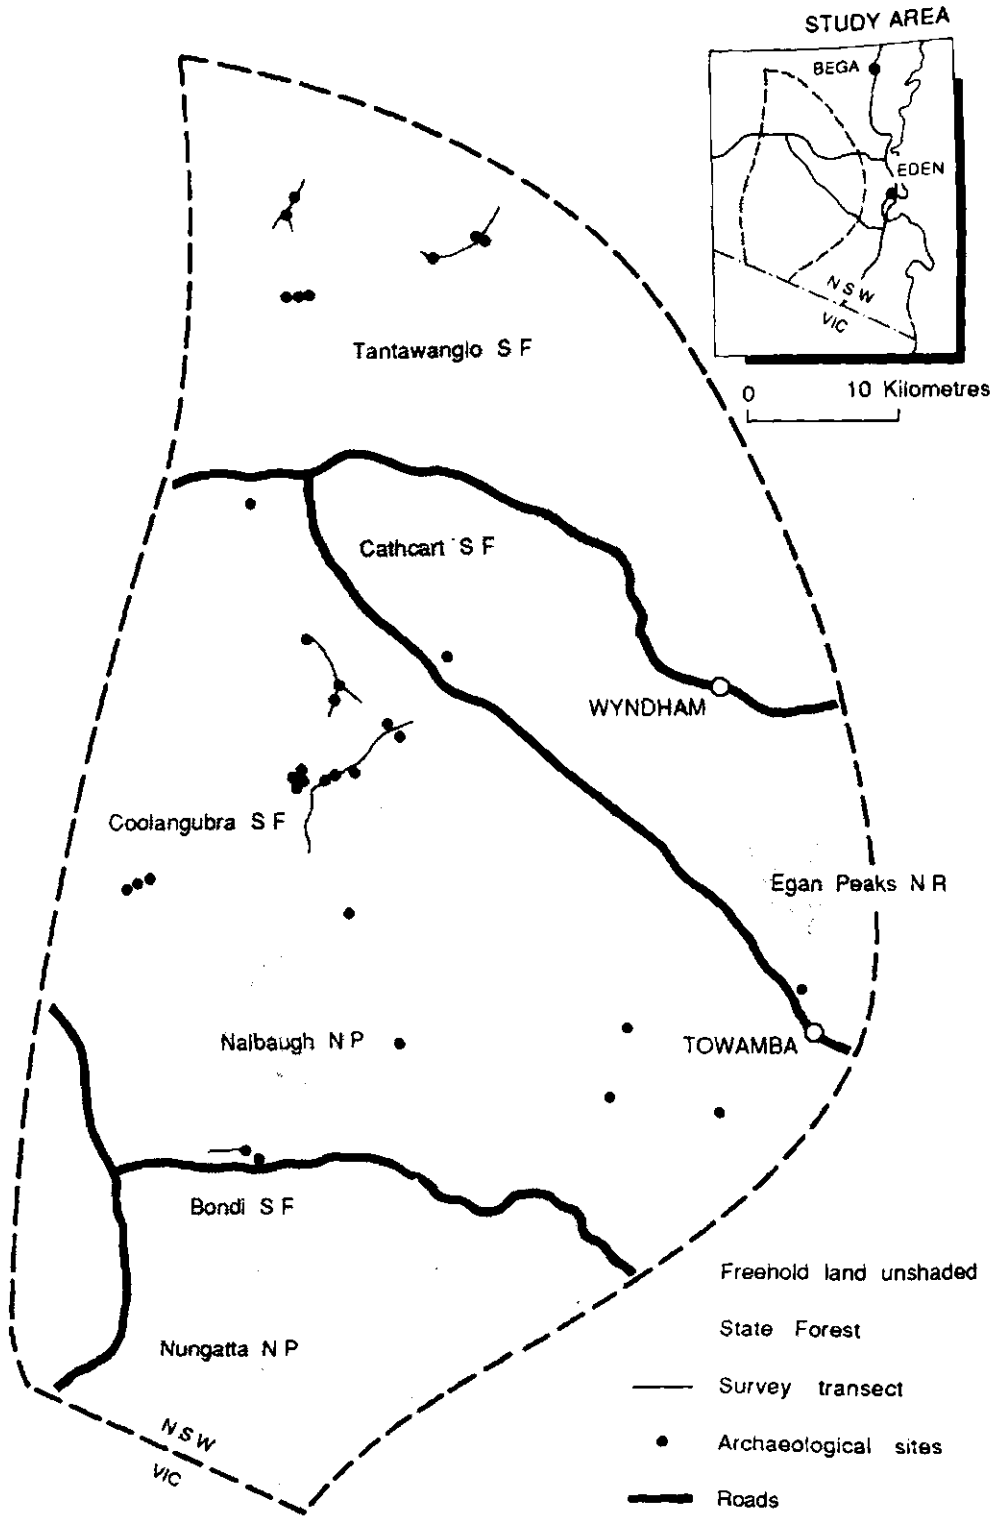 STUDY AREA
BEGA
EDEN
N S W
VIC
0 10 Kilometres
Tantawanglo S F
Cathcart S F
WYNDHAM
Coolangubra S F
Egan Peaks N R
Nalbaugh N P
TOWAMBA
Bondi S F
Nungatta N P
N S W
VIC
Freehold land unshaded
State Forest
Survey transect
Archaeological sites
Roads